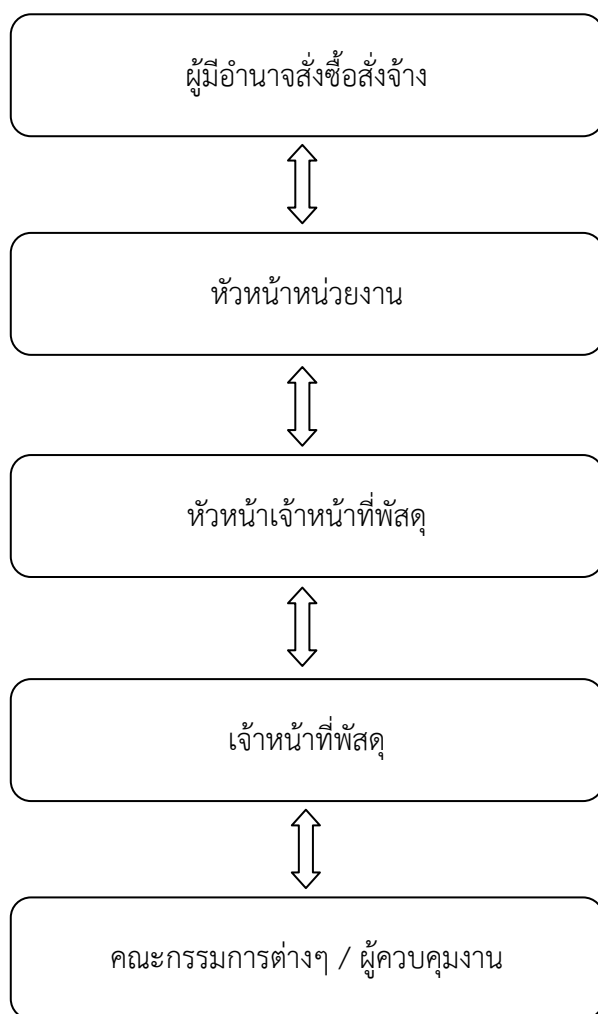 ผู้มีอำนาจสั่งซื้อสั่งจ้าง
หัวหน้าหน่วยงาน
หัวหน้าเจ้าหน้าที่พัสดุ
เจ้าหน้าที่พัสดุ
คณะกรรมการต่างๆ / ผู้ควบคุมงาน